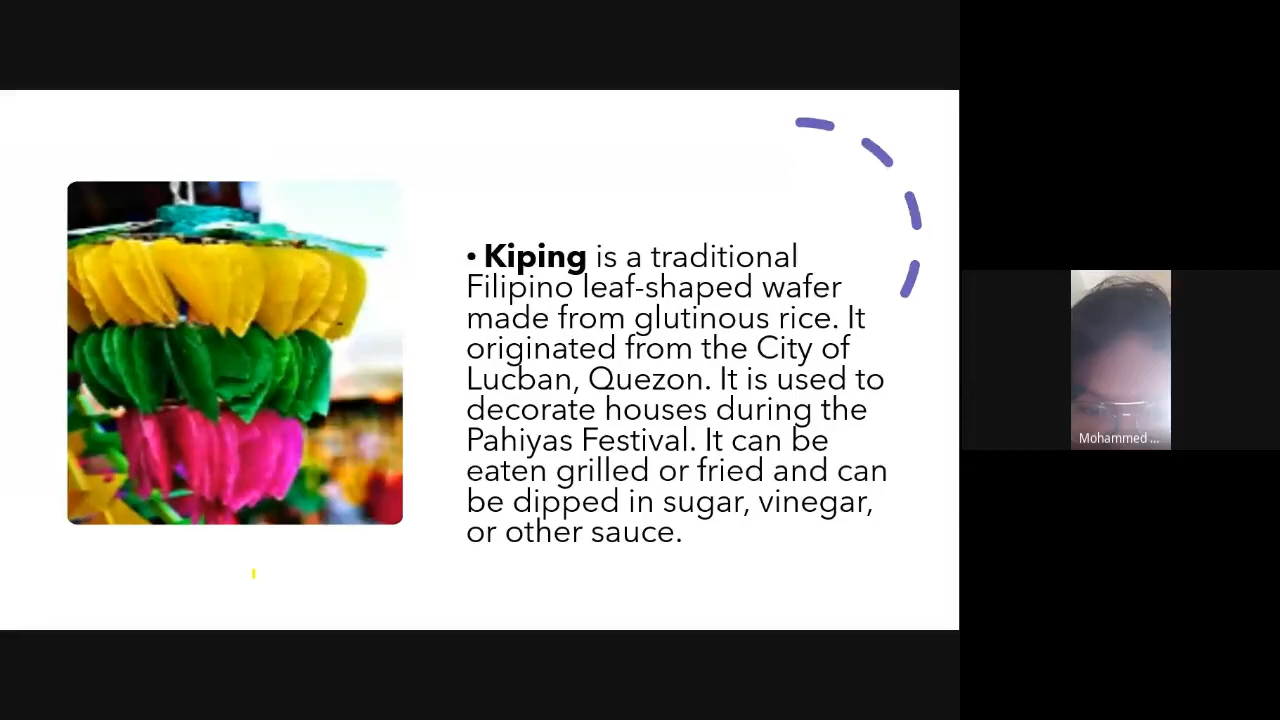 • Kiping is a traditional
Filipino leaf-shaped wafer
made from glutinous rice. It
originated from the City of
Lucban, Quezon. It is used to
decorate houses during the
Pahiyas Festival. It can be
eaten grilled or fried and can
be dipped in sugar, vinegar,
or other sauce.
Mohammed ...